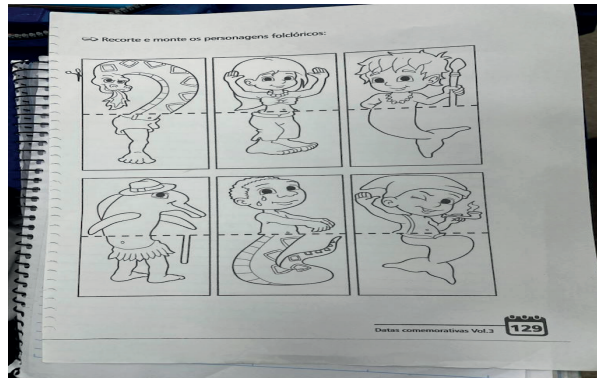 Recorte e monte os personagens folclóricos:
Datas comemorativas Vol.3
129